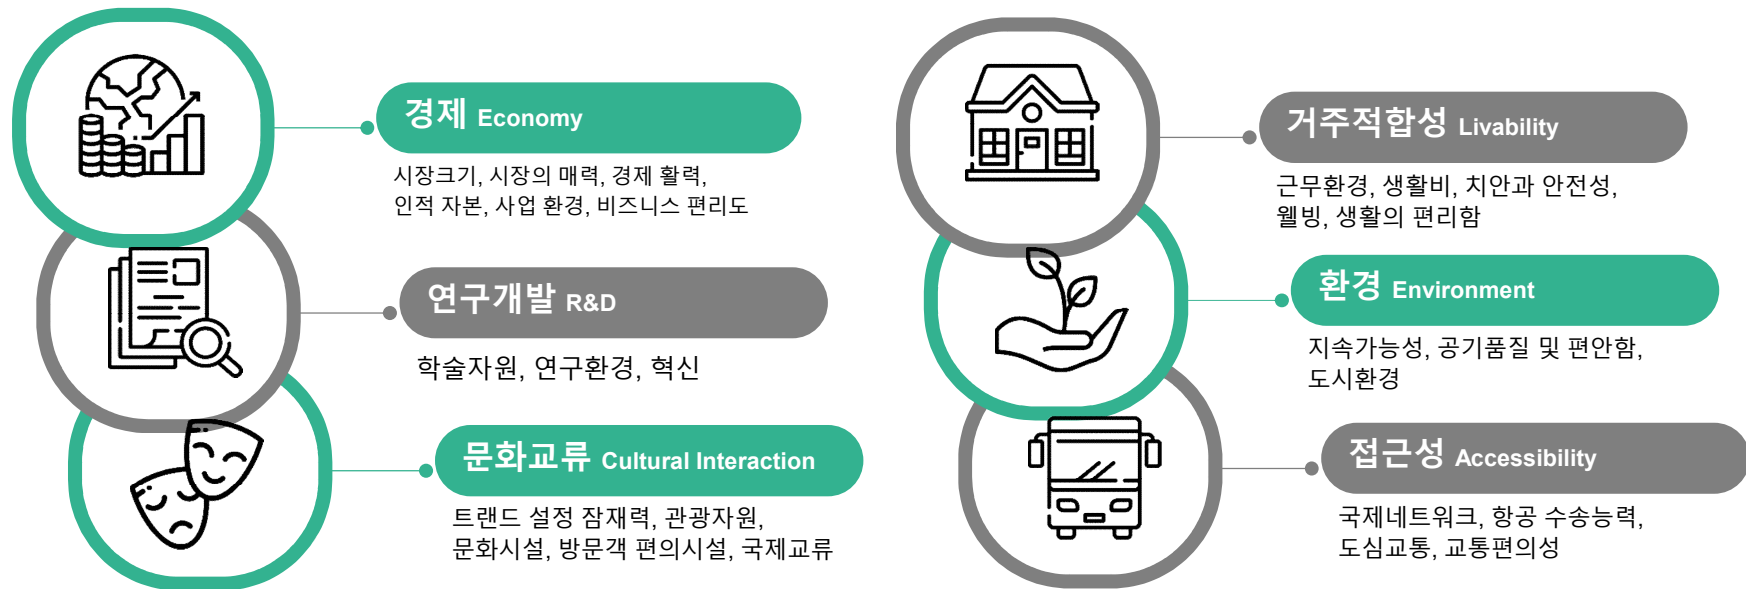 경제 Economy
시장크기, 시장의 매력, 경제 활력,
인적 자본, 사업 환경, 비즈니스 편리도
연구개발 R&D
학술자원, 연구환경, 혁신
문화교류 Cultural Interaction
트랜드 설정 잠재력, 관광자원,
문화시설, 방문객 편의시설, 국제교류
거주적합성 Livability
근무환경, 생활비, 치안과 안전성,
웰빙, 생활의 편리함
환경 Environment
지속가능성, 공기품질 및 편안함,
도시환경
접근성 Accessibility
국제네트워크, 항공 수송능력,
도심교통, 교통편의성